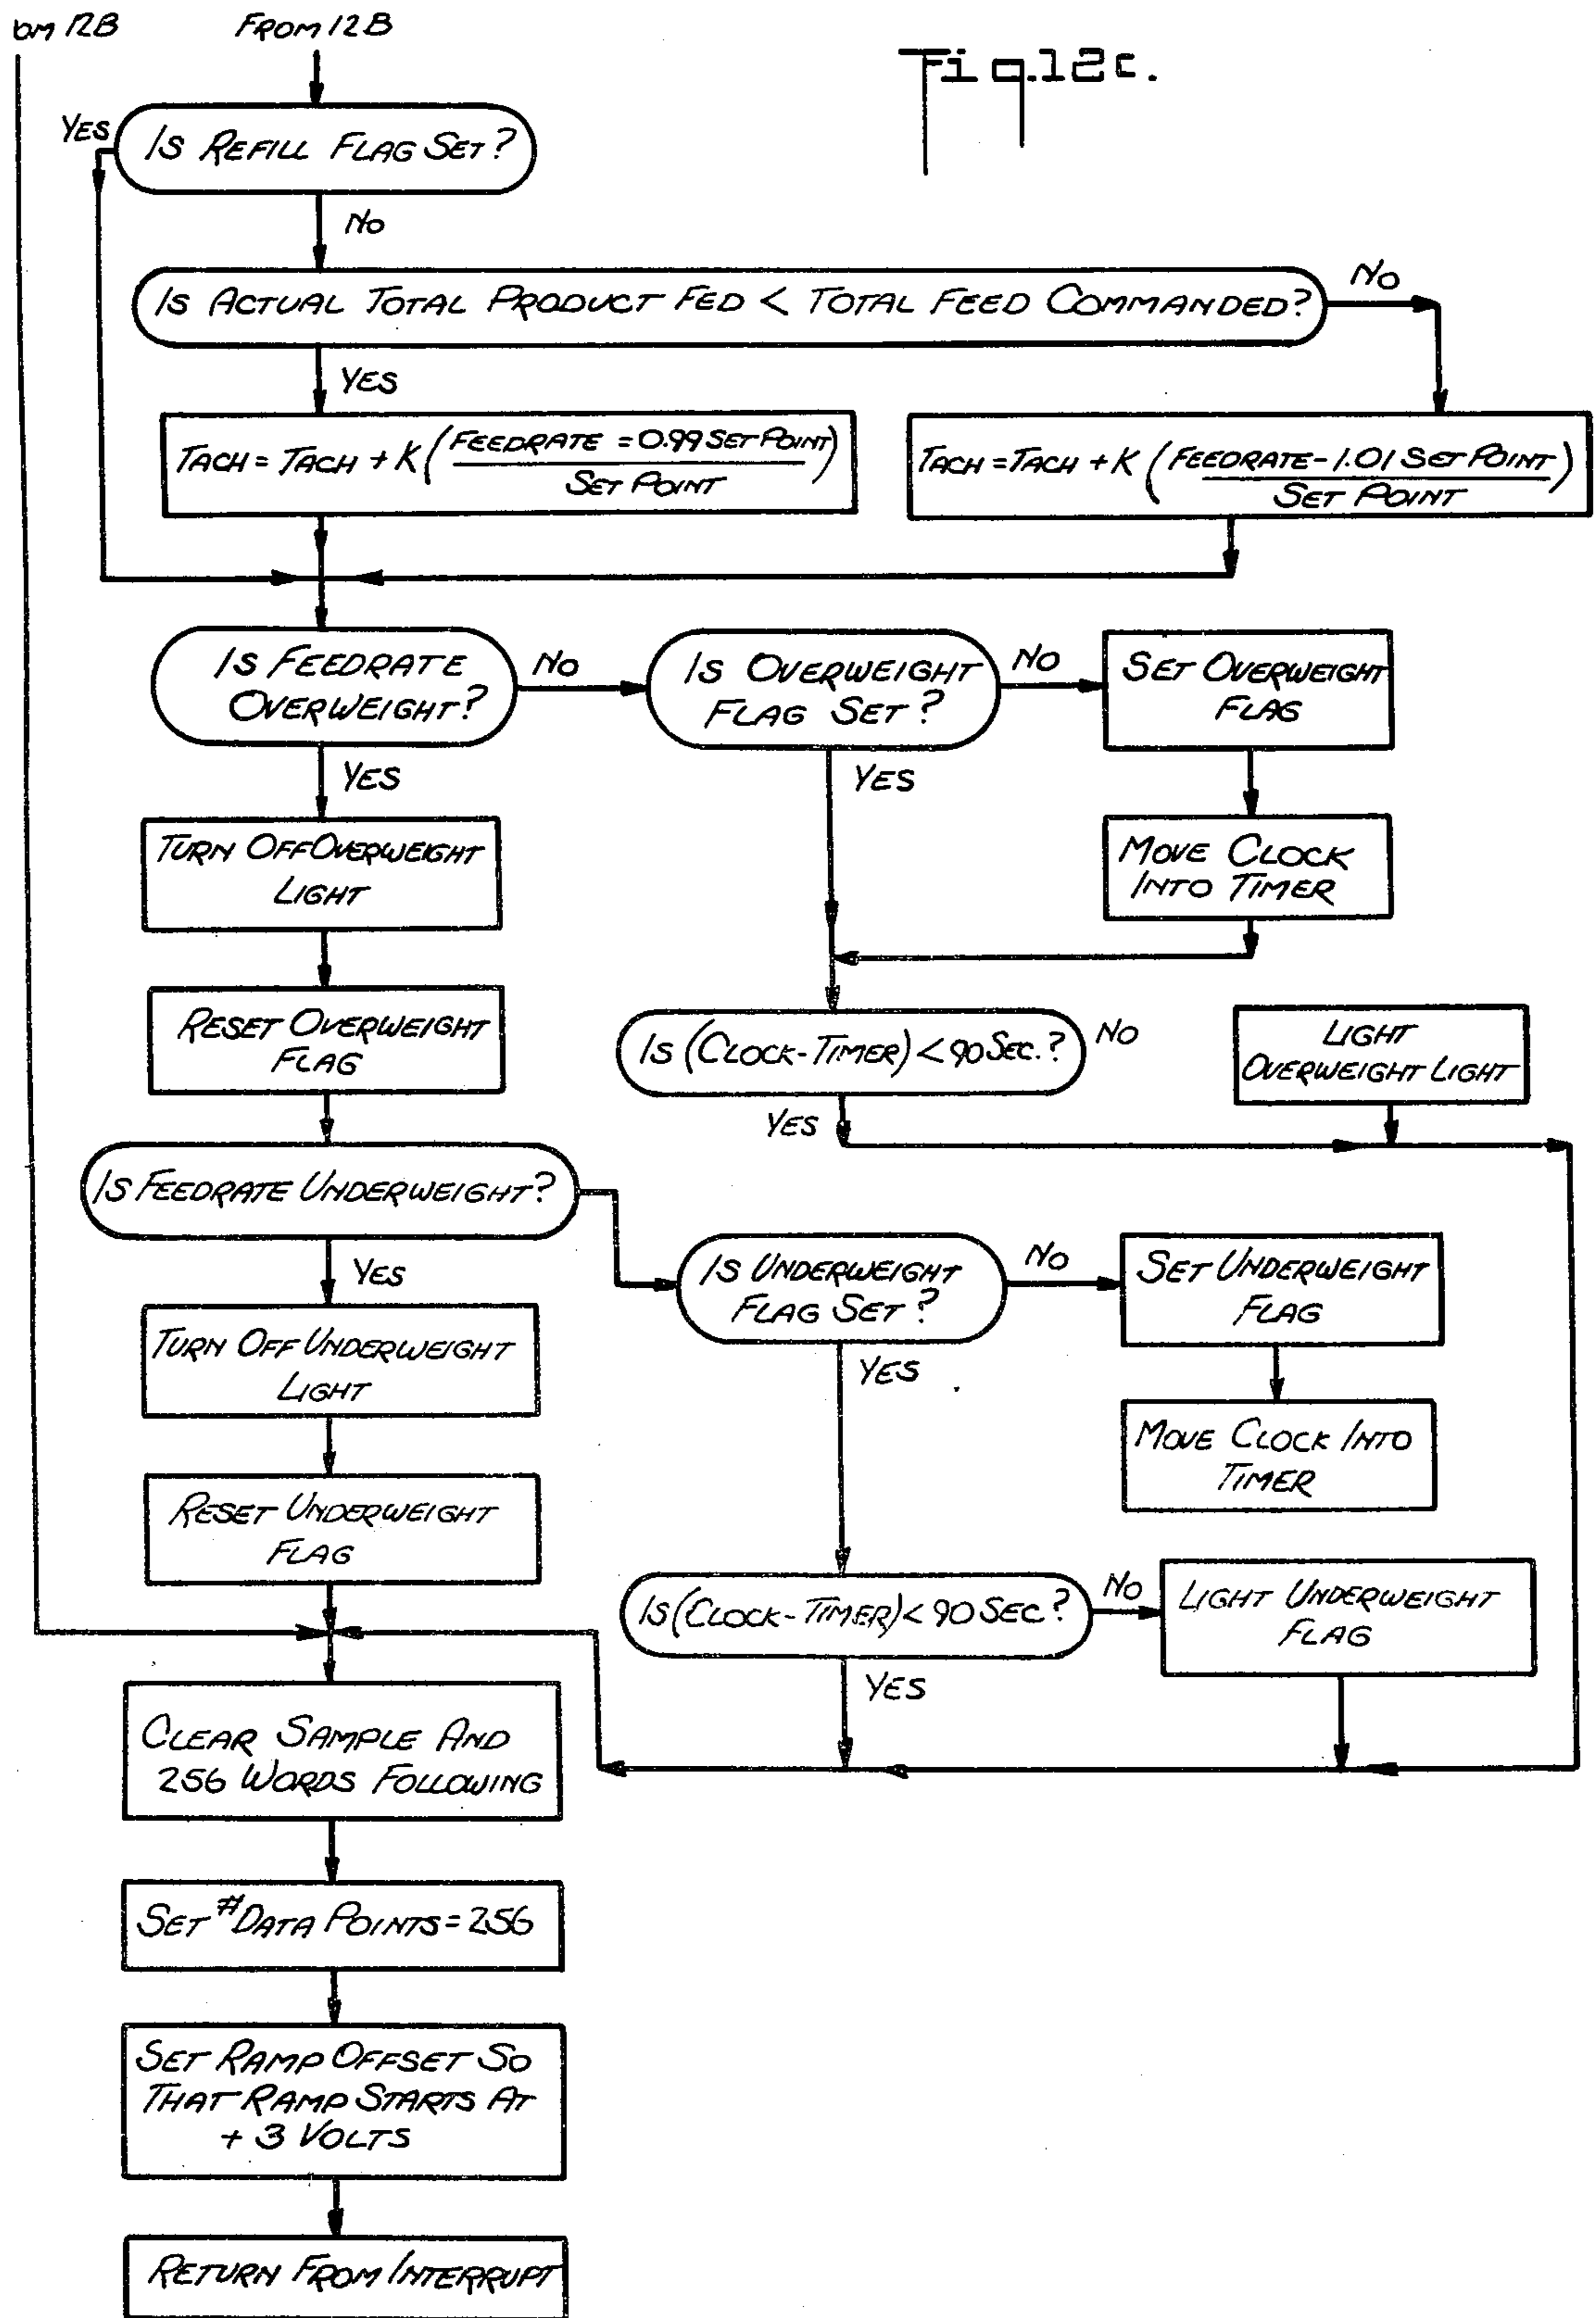 om 12B
FROM 12B
Fig.12c.
YES
IS REFILL FLAG SET?
NO
IS ACTUAL TOTAL PRODUCT FED < TOTAL FEED COMMANDED?
NO
YES
TACH = TACH + K (FEEDRATE = 0.99 SET POINT / SET POINT)
TACH = TACH + K (FEEDRATE - 1.01 SET POINT / SET POINT)
IS FEEDRATE
OVERWEIGHT?
NO
IS OVERWEIGHT
FLAG SET?
NO
SET OVERWEIGHT
FLAG
YES
YES
TURN OFF OVERWEIGHT
LIGHT
MOVE CLOCK
INTO TIMER
RESET OVERWEIGHT
FLAG
IS (CLOCK-TIMER) < 90 SEC.?
NO
LIGHT
OVERWEIGHT LIGHT
YES
IS FEEDRATE UNDERWEIGHT?
YES
IS UNDERWEIGHT
FLAG SET?
NO
SET UNDERWEIGHT
FLAG
TURN OFF UNDERWEIGHT
LIGHT
YES
MOVE CLOCK INTO
TIMER
RESET UNDERWEIGHT
FLAG
IS (CLOCK-TIMER) < 90 SEC?
NO
LIGHT UNDERWEIGHT
FLAG
YES
CLEAR SAMPLE AND
256 WORDS FOLLOWING
SET #DATA POINTS = 256
SET RAMP OFFSET SO
THAT RAMP STARTS AT
+ 3 VOLTS
RETURN FROM INTERRUPT